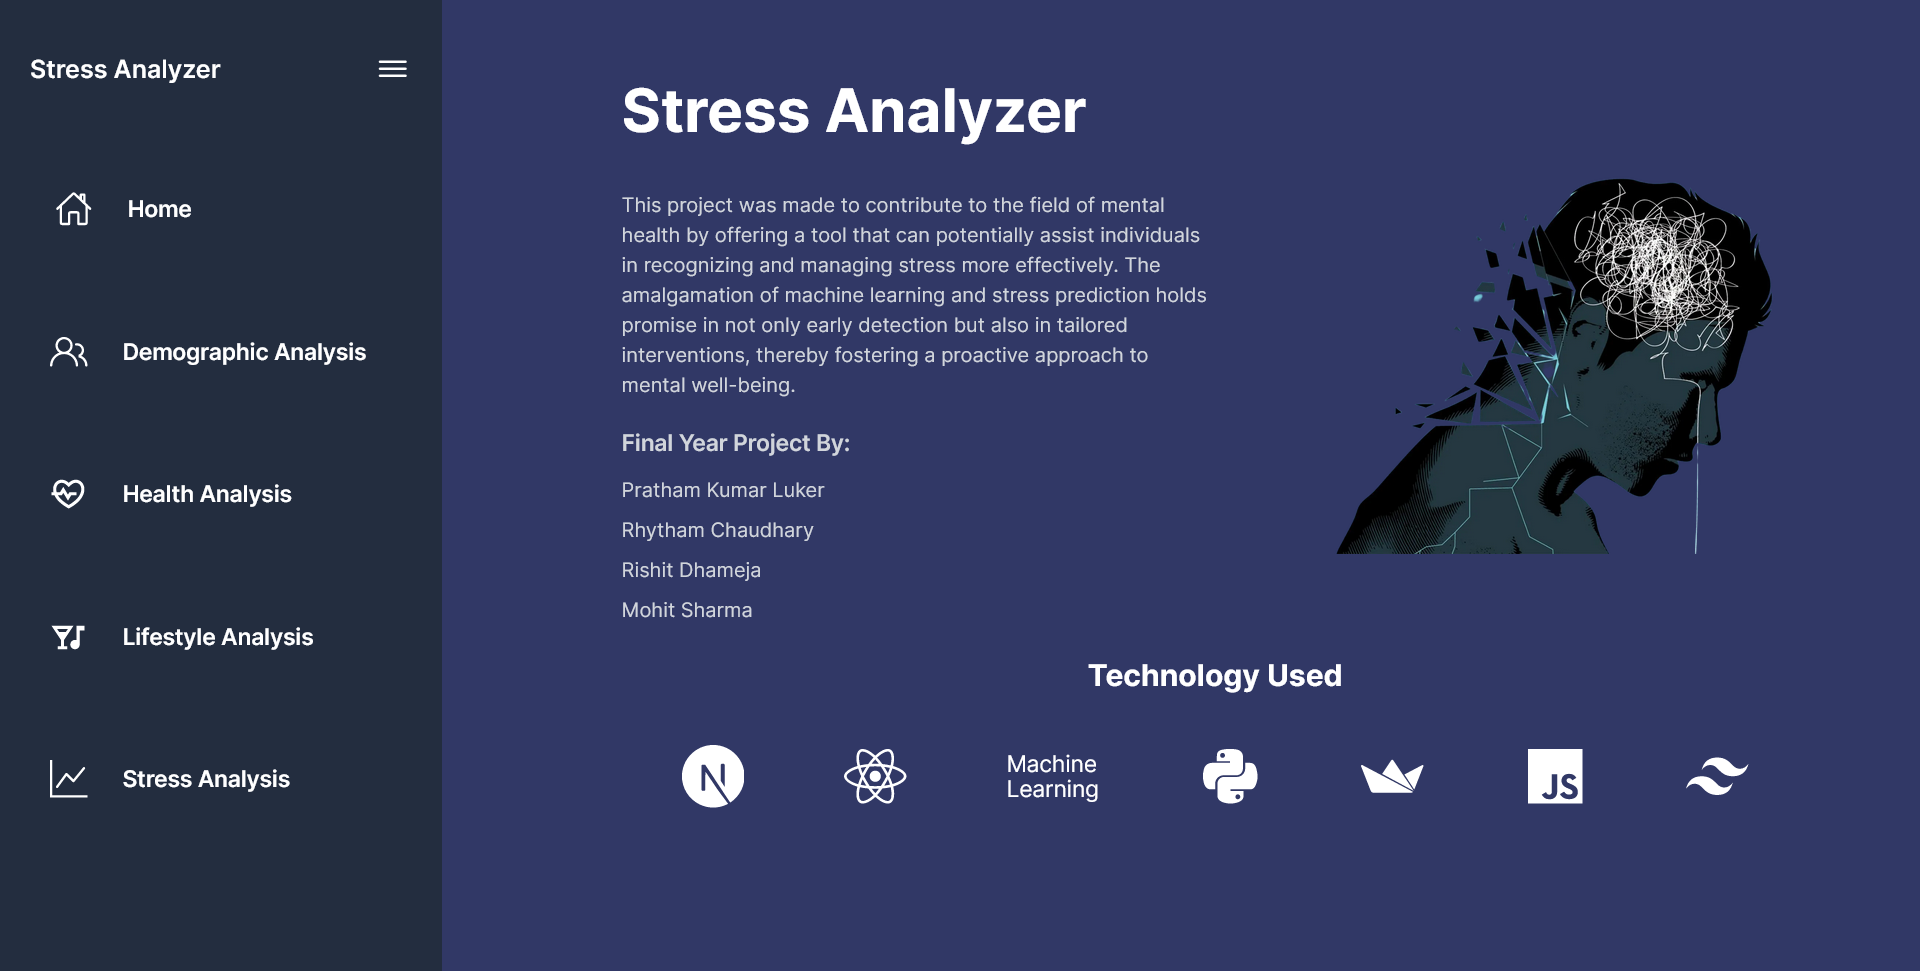 Stress Analyzer
Home
Demographic Analysis
Health Analysis
Lifestyle Analysis
Stress Analysis
Stress Analyzer
This project was made to contribute to the field of mental
health by offering a tool that can potentially assist individuals
in recognizing and managing stress more effectively. The
amalgamation of machine learning and stress prediction holds
promise in not only early detection but also in tailored
interventions, thereby fostering a proactive approach to
mental well-being.
Final Year Project By:
Pratham Kumar Luker
Rhytham Chaudhary
Rishit Dhameja
Mohit Sharma
Technology Used
N
Machine
Learning
JS